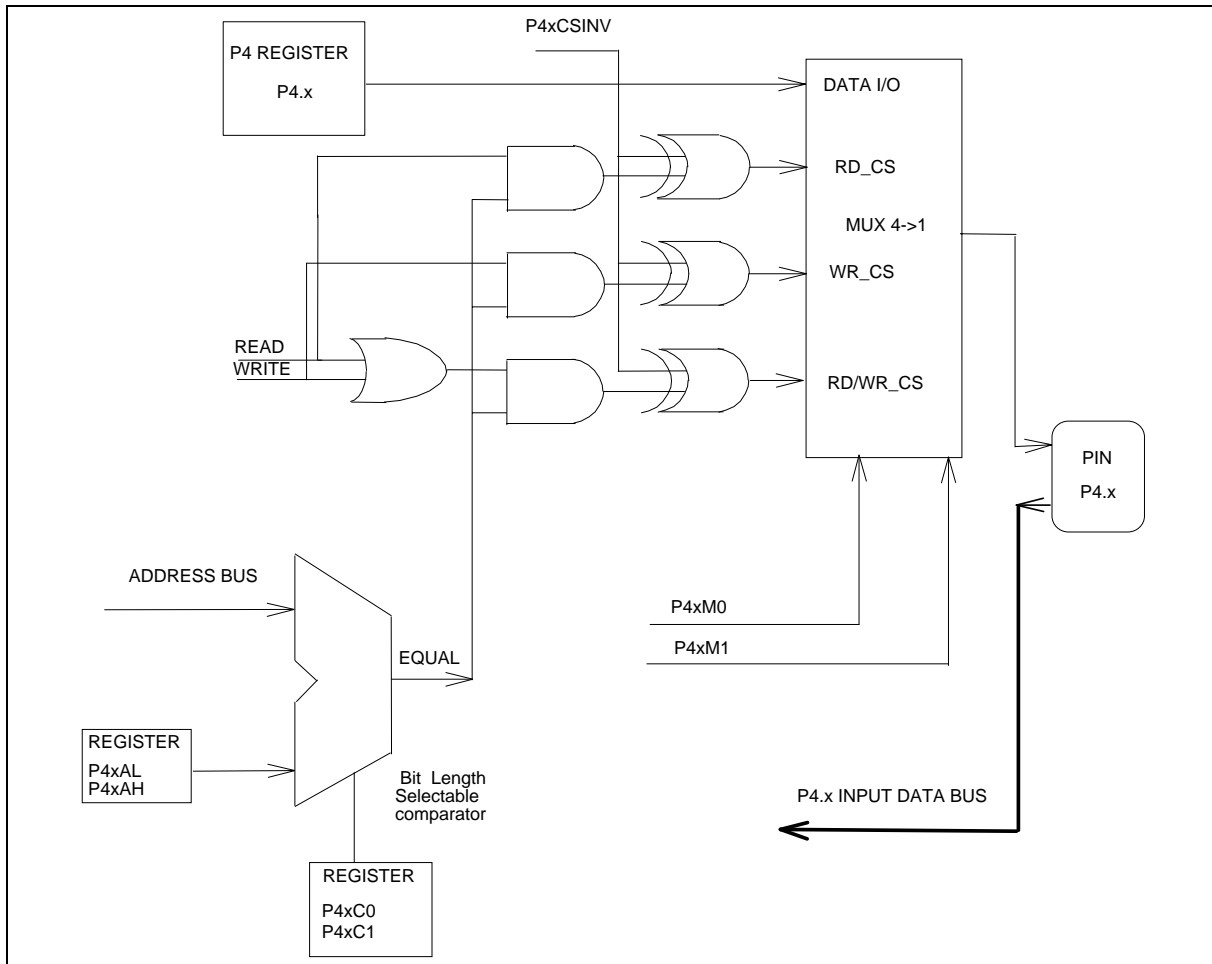 P4xCSINV
P4 REGISTER
P4.x
DATA I/O
RD_CS
MUX 4->1
WR_CS
READ
WRITE
RD/WR_CS
PIN
P4.x
ADDRESS BUS
P4xM0
P4xM1
EQUAL
REGISTER
P4xAL
P4xAH
Bit Length
Selectable
comparator
P4.x INPUT DATA BUS
REGISTER
P4xC0
P4xC1